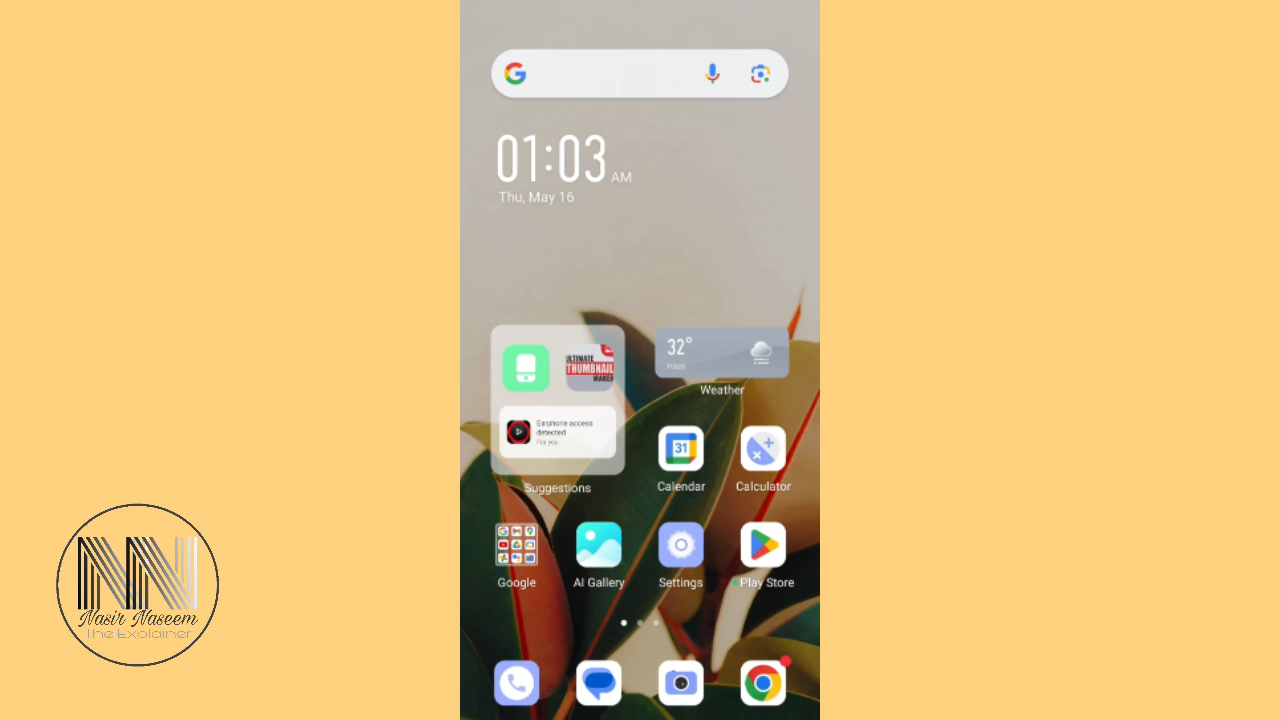 01:03 AM
Thu, May 16
ULTIMATE
THUMBNAIL
MAKER
32°
Haze
Weather
Earphone access
detected
For you
Suggestions
31
Calendar
Calculator
Google
AI Gallery
Settings
Play Store
NN
Nasir Naseem
The Explainer